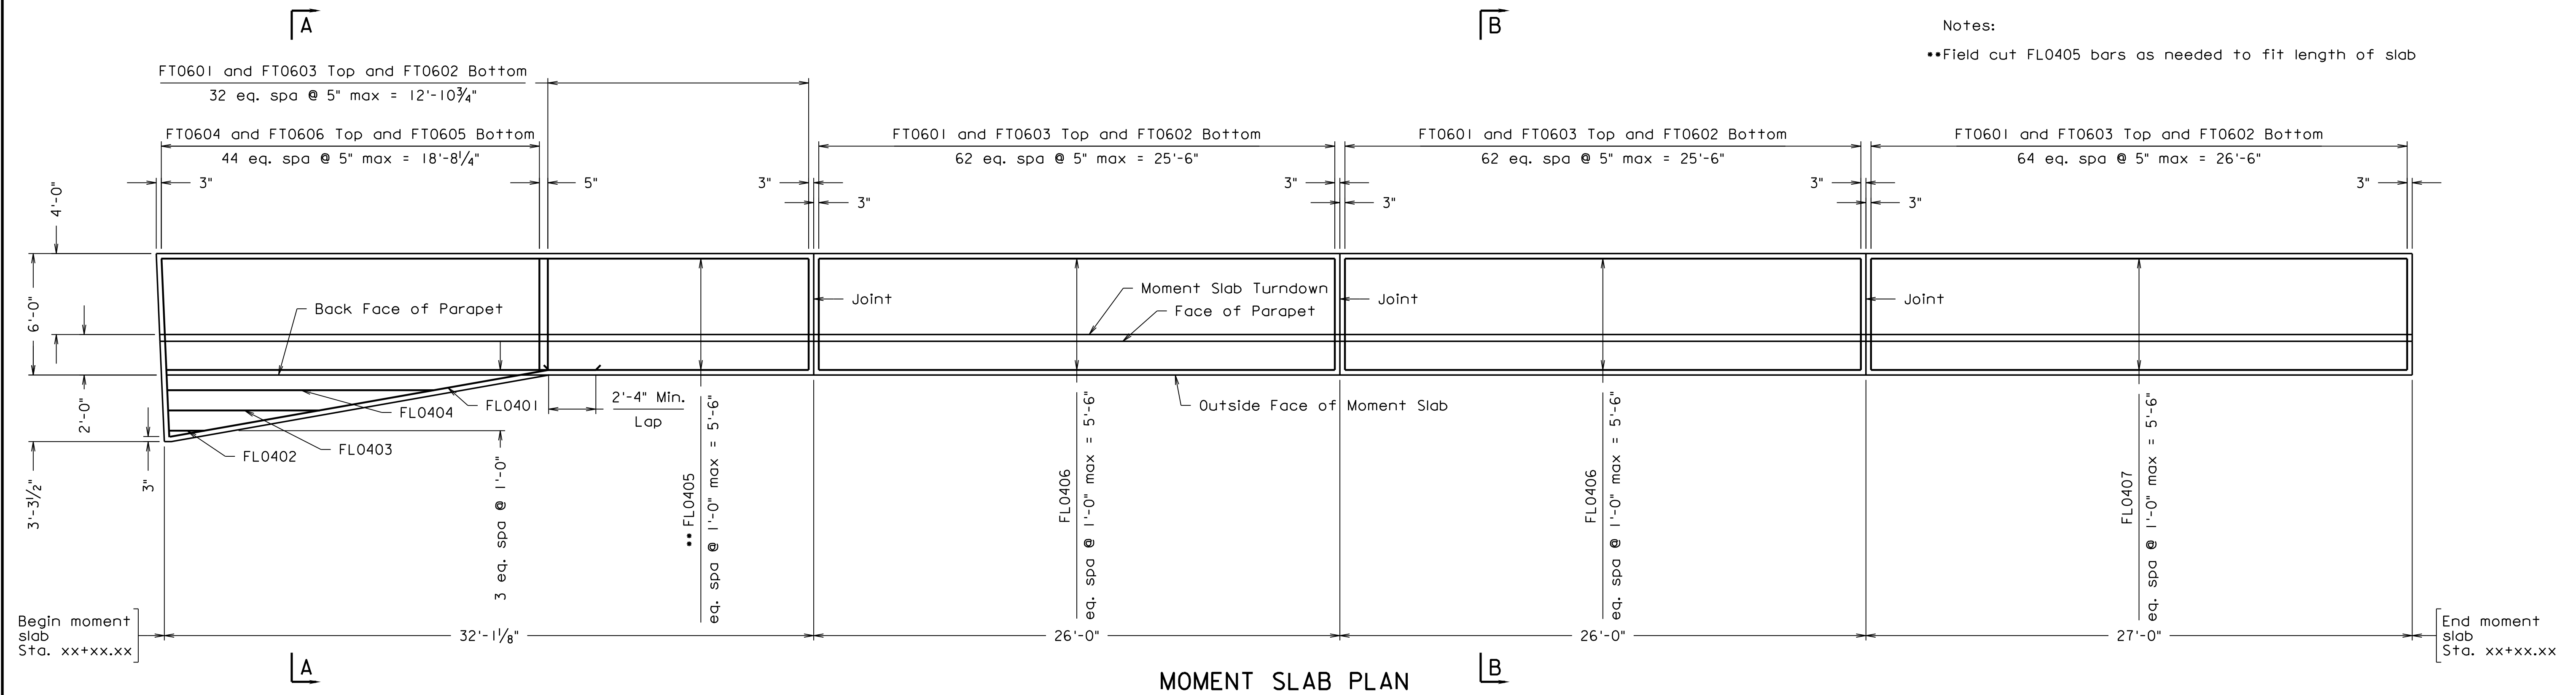 A
B
Notes:
••Field cut FL0405 bars as needed to fit length of slab
FT0601 and FT0603 Top and FT0602 Bottom
32 eq. spa @ 5" max = 12'-10¾"
FT0604 and FT0606 Top and FT0605 Bottom
44 eq. spa @ 5" max = 18'-8¼"
FT0601 and FT0603 Top and FT0602 Bottom
62 eq. spa @ 5" max = 25'-6"
FT0601 and FT0603 Top and FT0602 Bottom
62 eq. spa @ 5" max = 25'-6"
FT0601 and FT0603 Top and FT0602 Bottom
64 eq. spa @ 5" max = 26'-6"
3"
5"
3"
3"
3"
3"
3"
3"
3"
4'-0"
6'-0"
2'-0"
3'-3½"
3"
Back Face of Parapet
Joint
Moment Slab Turndown
Face of Parapet
Joint
Joint
FL0401
FL0404
FL0403
FL0402
2'-4" Min.
Lap
Outside Face of Moment Slab
3 eq. spa @ 1'-0"
•• FL0405
eq. spa @ 1'-0" max = 5'-6"
FL0406
eq. spa @ 1'-0" max = 5'-6"
FL0406
eq. spa @ 1'-0" max = 5'-6"
FL0407
eq. spa @ 1'-0" max = 5'-6"
Begin moment
slab
Sta. xx+xx.xx
32'-1⅛"
26'-0"
26'-0"
27'-0"
End moment
slab
Sta. xx+xx.xx
A
B
MOMENT SLAB PLAN